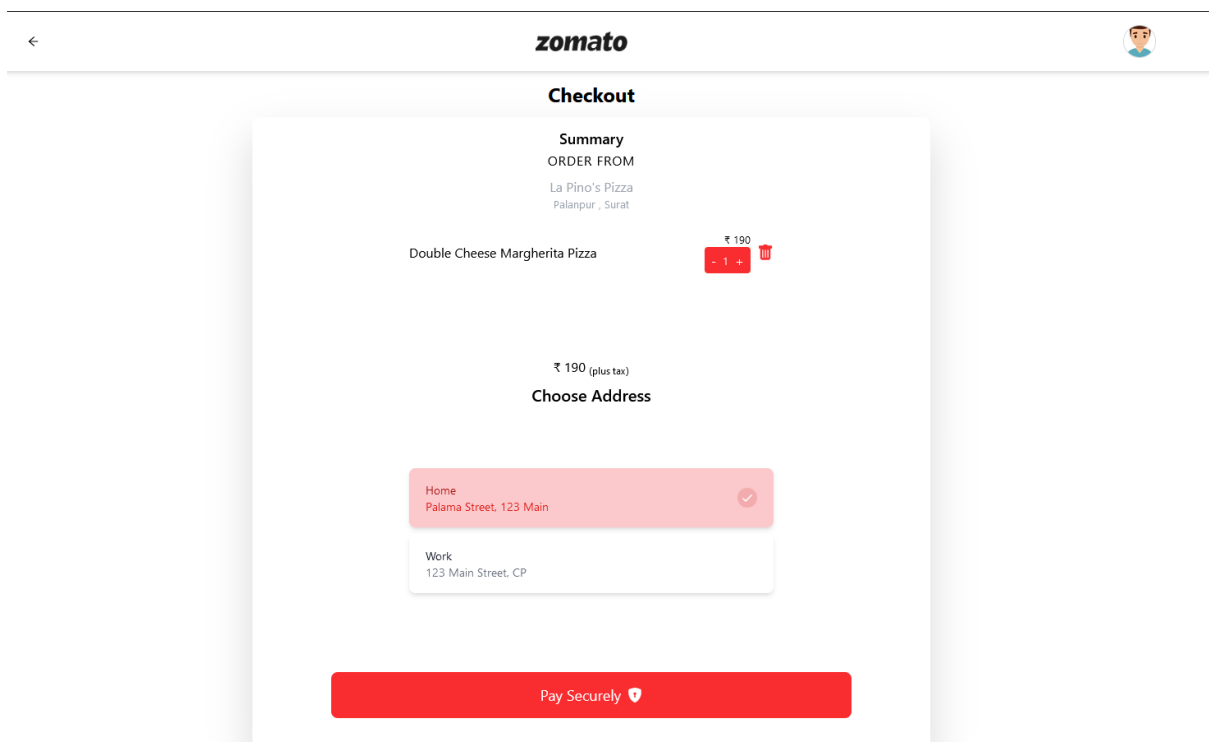 zomato
Checkout
Summary
ORDER FROM
La Pino's Pizza
Palanpur , Surat
₹ 190
Double Cheese Margherita Pizza
- 1 +
₹ 190 (plus tax)
Choose Address
Home
Palama Street, 123 Main
Work
123 Main Street, CP
Pay Securely